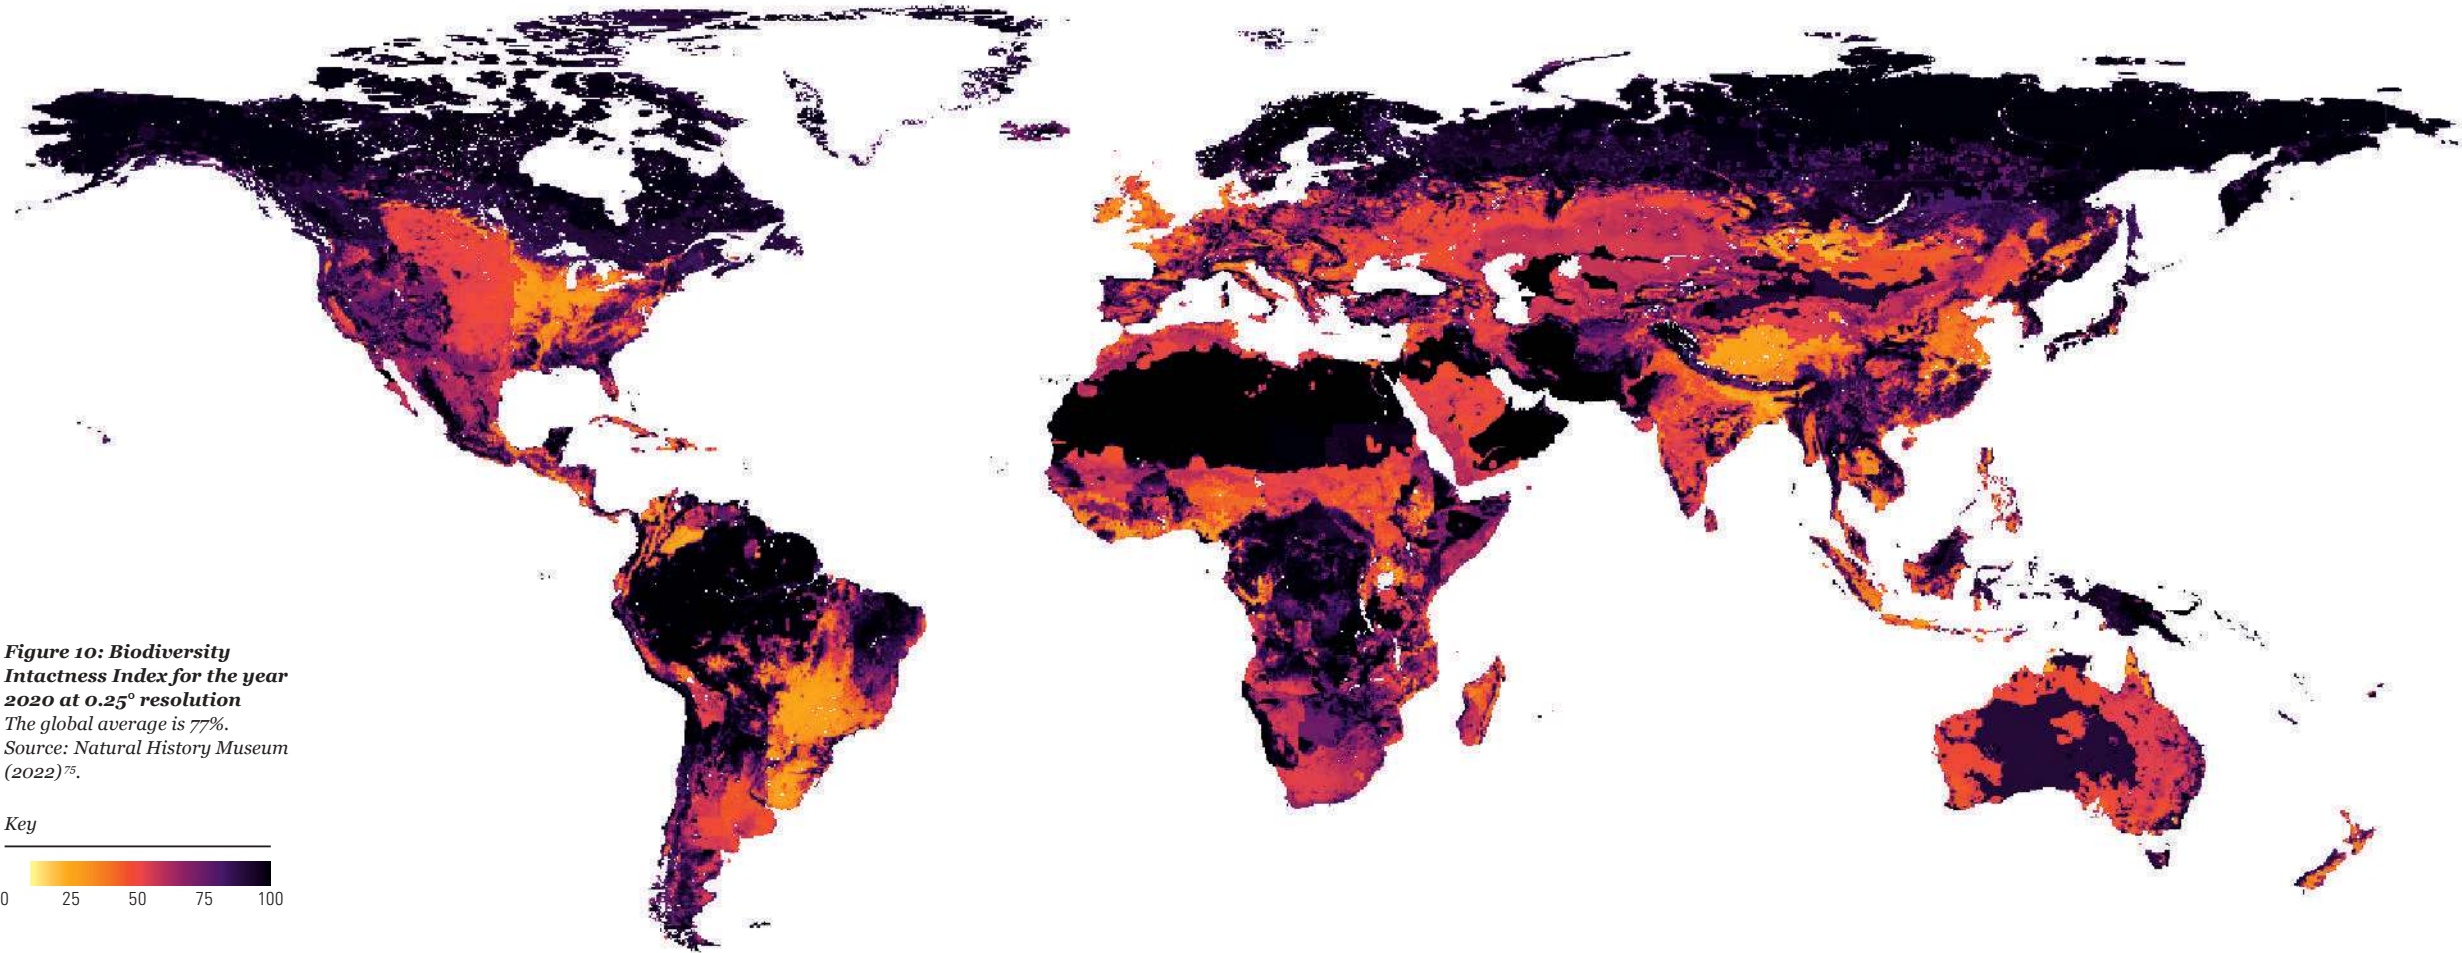 Figure 10: Biodiversity
Intactness Index for the year
2020 at 0.25° resolution
The global average is 77%.
Source: Natural History Museum
(2022)⁷⁵.
Key
0 25 50 75 100